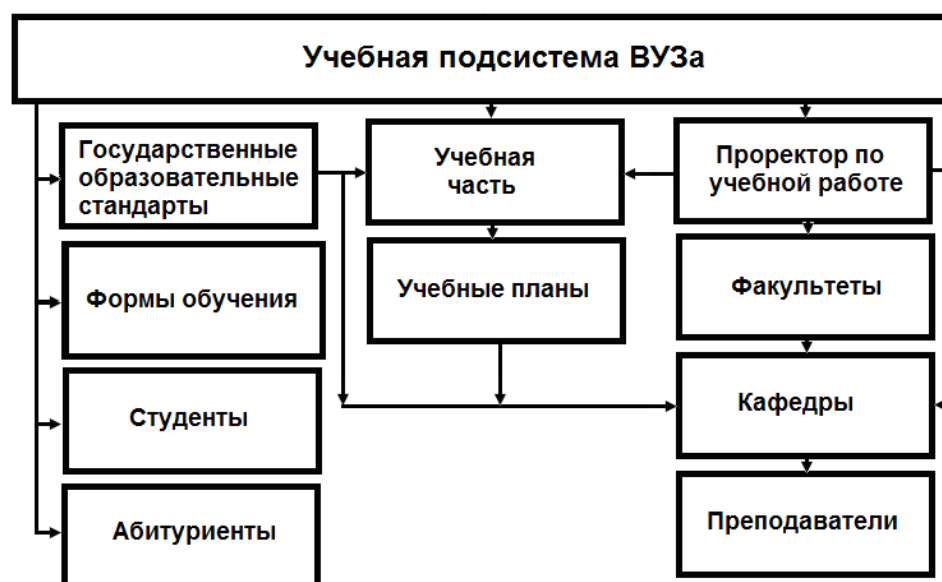 Учебная подсистема ВУЗа
Государственные
образовательные
стандарты
Учебная
часть
Проректор по
учебной работе
Формы обучения
Учебные планы
Факультеты
Студенты
Кафедры
Абитуриенты
Преподаватели